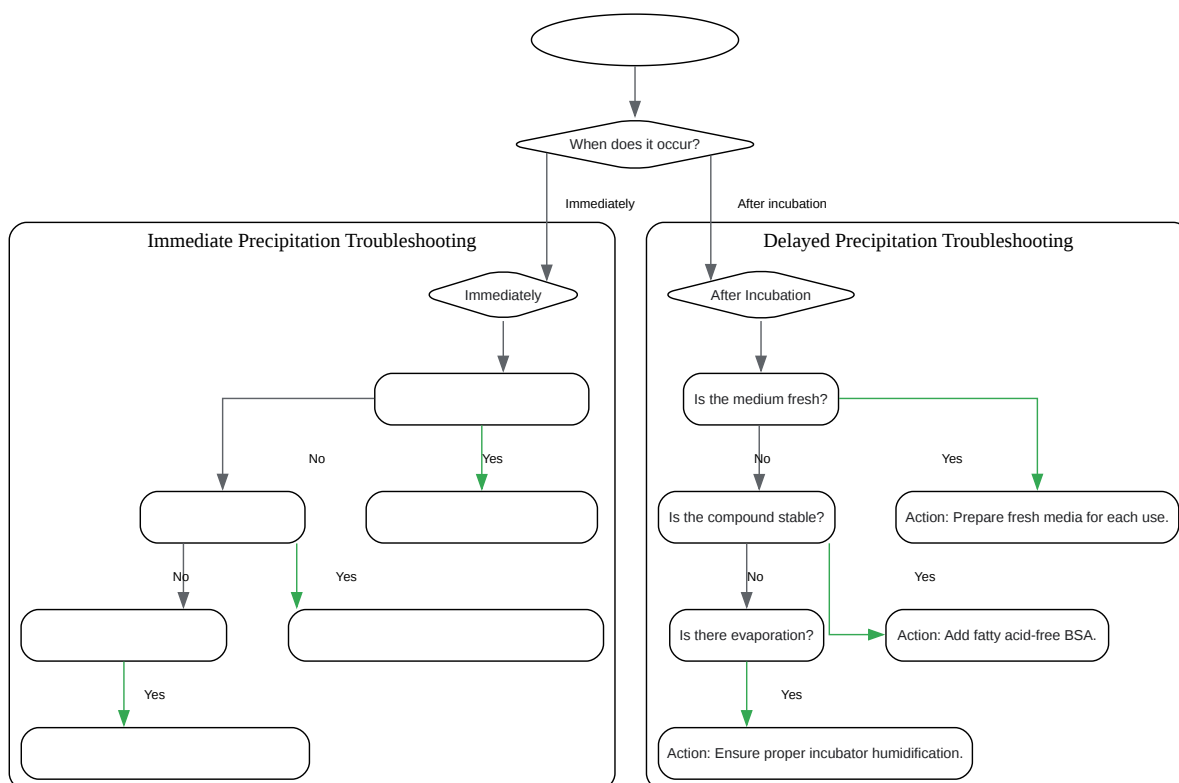 When does it occur?
Immediately
After incubation
Immediate Precipitation Troubleshooting
Delayed Precipitation Troubleshooting
Immediately
After Incubation
Is the medium fresh?
No
Yes
No
Yes
Is the compound stable?
Action: Prepare fresh media for each use.
No
Yes
No
Yes
Is there evaporation?
Action: Add fatty acid-free BSA.
Yes
Yes
Action: Ensure proper incubator humidification.